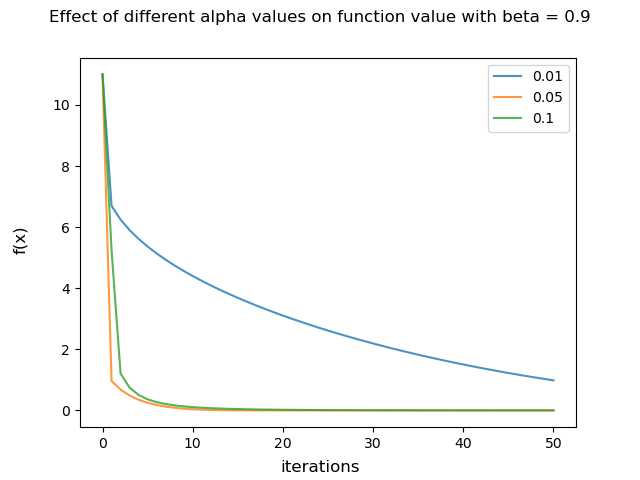 Effect of different alpha values on function value with beta = 0.9
0.01
0.05
0.1
f(x)
10
8
6
4
2
0
0 10 20 30 40 50
iterations